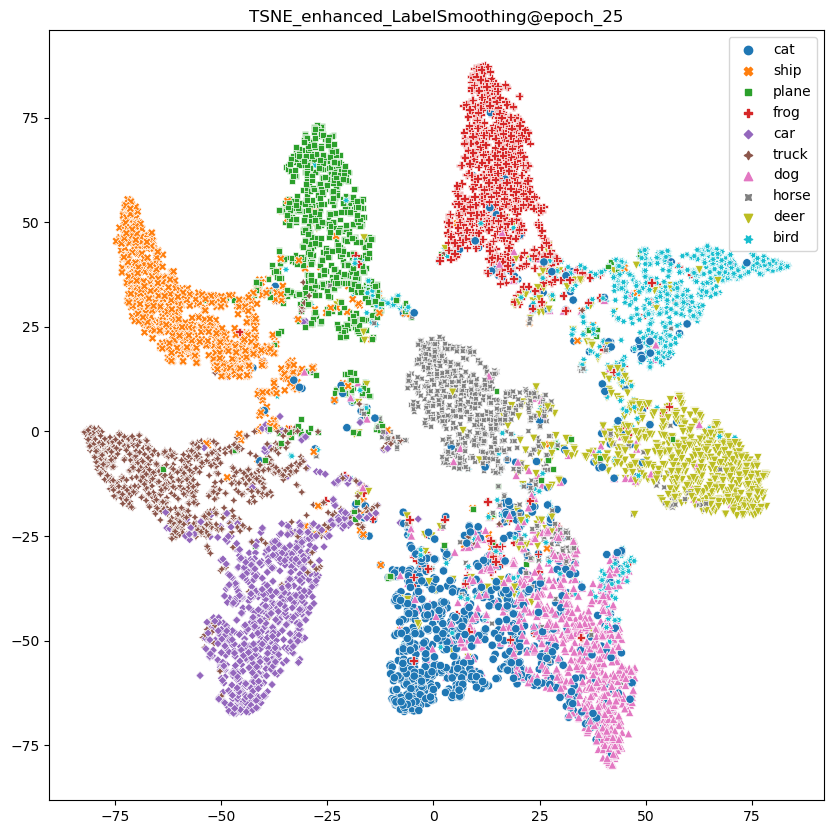 TSNE_enhanced_LabelSmoothing@epoch_25
cat
ship
plane
frog
car
truck
dog
horse
deer
bird
75
50
25
0
−25
−50
−75
−75 −50 −25 0 25 50 75